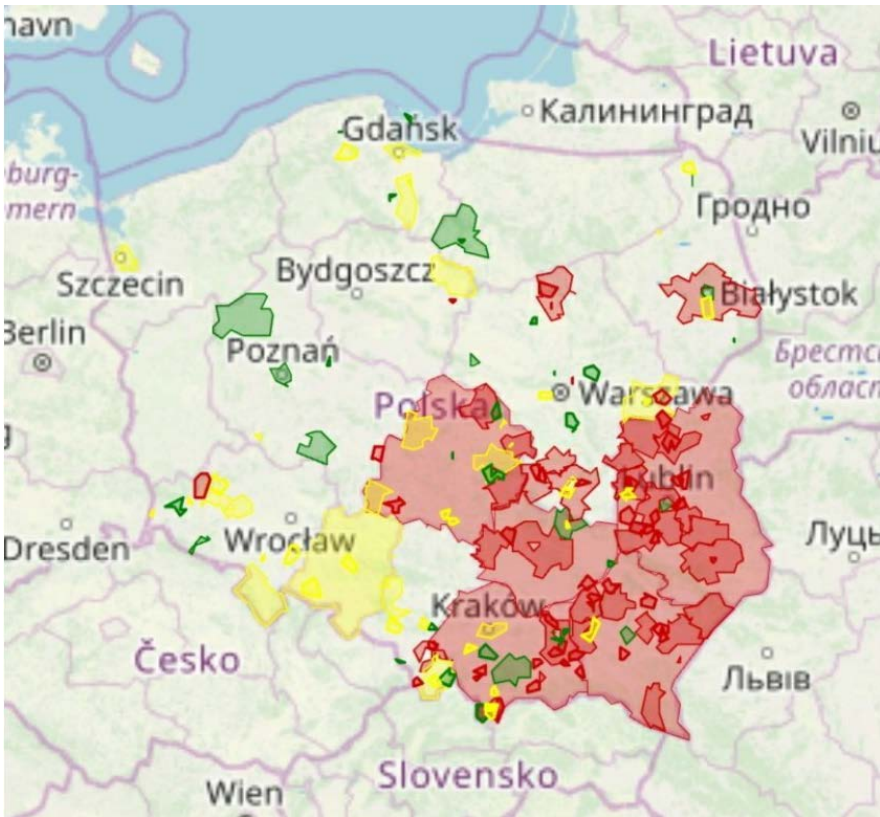 havn
Lietuva
Gdańsk
Калининград
Vilniu
burg-
mern
Гродно
Szczecin
Bydgoszcz
Białystok
Berlin
Poznań
Брестс
област
Polska
Warszawa
Lublin
Dresden
Wrocław
Луць
Kraków
Česko
Львів
Slovensko
Wien